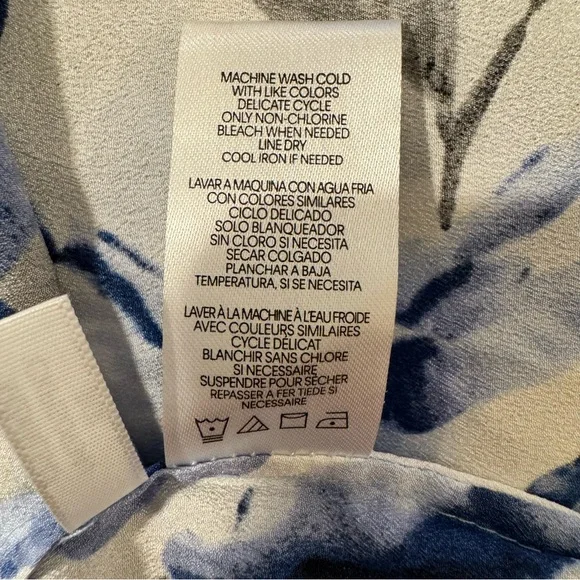 MACHINE WASH COLD
WITH LIKE COLORS
DELICATE CYCLE
ONLY NON-CHLORINE
BLEACH WHEN NEEDED
LINE DRY
COOL IRON IF NEEDED
LAVAR A MAQUINA CON AGUA FRIA
CON COLORES SIMILARES
CICLO DELICADO
SOLO BLANQUEADOR
SIN CLORO SI NECESITA
SECAR COLGADO
PLANCHAR A BAJA
TEMPERATURA, SI SE NECESITA
LAVER À LA MACHINE À L'EAU FROIDE
AVEC COULEURS SIMILAIRES
CYCLE DÉLICAT
BLANCHIR SANS CHLORE
SI NECESSAIRE
SUSPENDRE POUR SÉCHER
REPASSER A FER TIEDE SI
NECESSAIRE